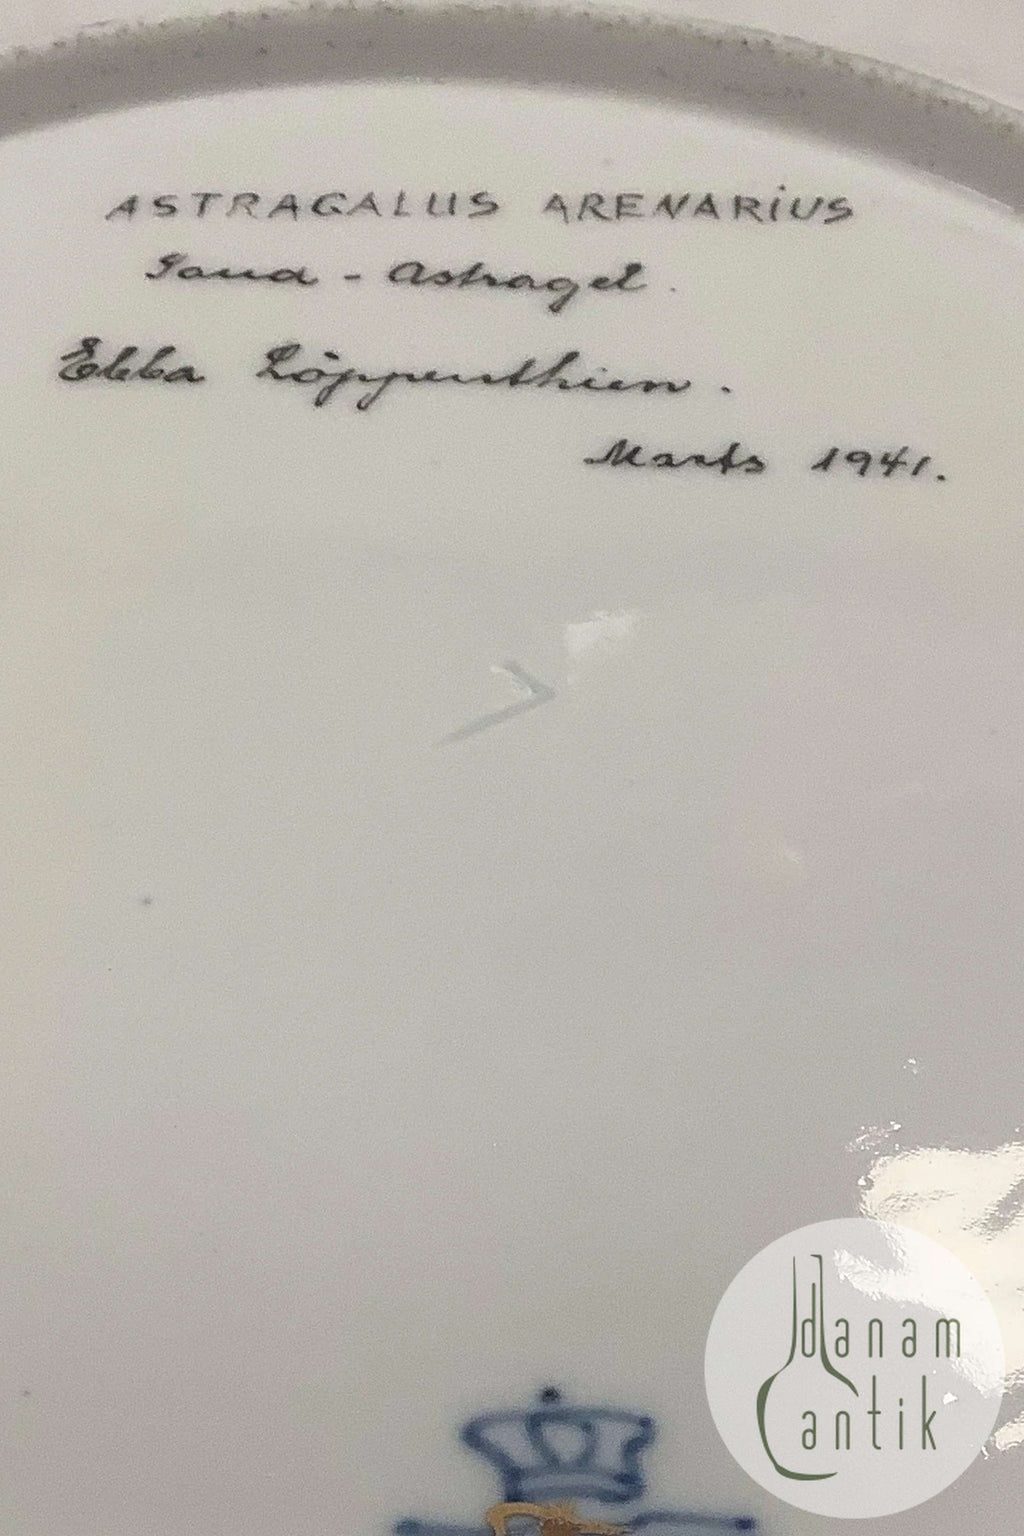 ASTRAGALUS ARENARIUS
Sand - Astragel.
Ebba Löppenthien.
Marts 1941.
danam
antik